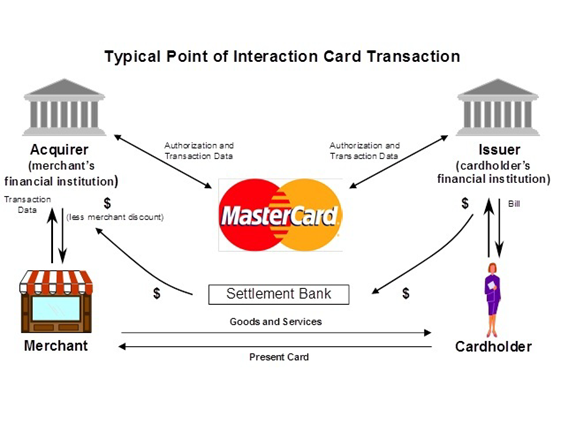 Typical Point of Interaction Card Transaction
Acquirer
(merchant's
financial institution)
Authorization and
Transaction Data
Authorization and
Transaction Data
Issuer
(cardholder's
financial institution)
Transaction
Data
$
(less merchant discount)
MasterCard
$
Bill
$
Settlement Bank
$
Goods and Services
Merchant
Present Card
Cardholder